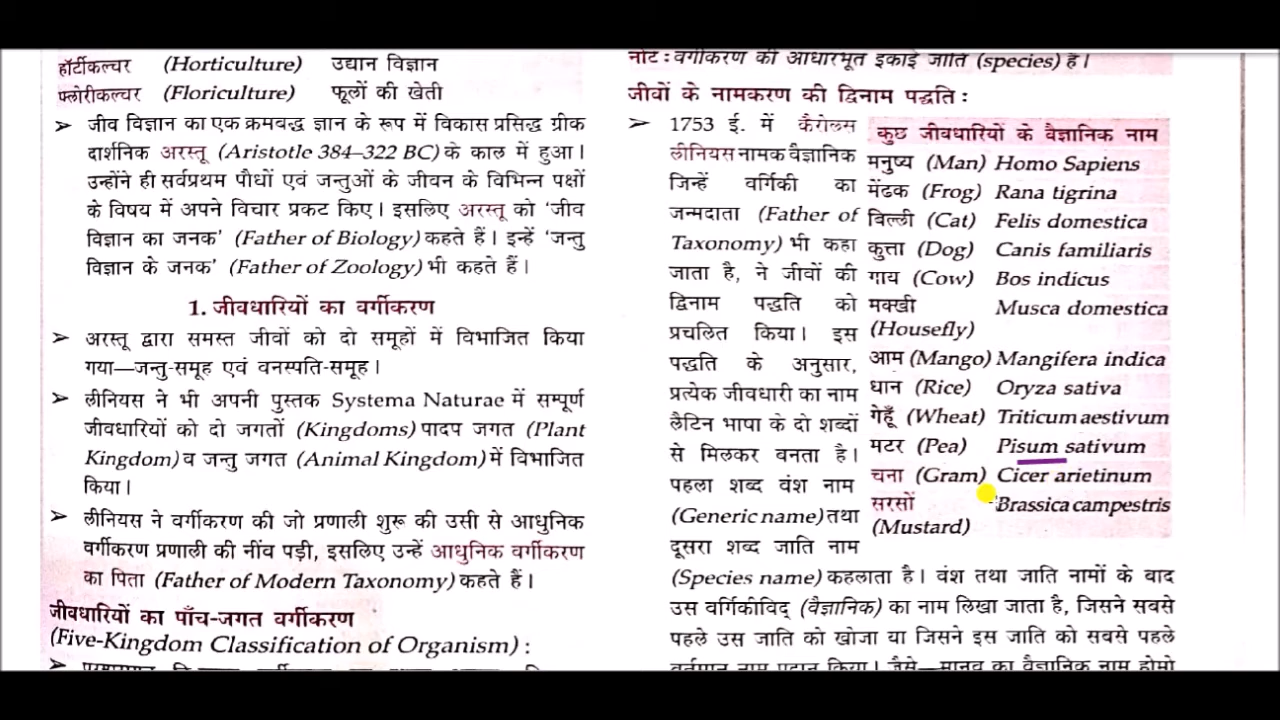 हॉर्टीकल्चर (Horticulture) उद्यान विज्ञान
फ्लोरीकल्चर (Floriculture) फूलों की खेती
➢ जीव विज्ञान का एक क्रमबद्ध ज्ञान के रूप में विकास प्रसिद्ध ग्रीक
दार्शनिक अरस्तू (Aristotle 384–322 BC) के काल में हुआ।
उन्होंने ही सर्वप्रथम पौधों एवं जन्तुओं के जीवन के विभिन्न पक्षों
के विषय में अपने विचार प्रकट किए। इसलिए अरस्तू को ‘जीव
विज्ञान का जनक’ (Father of Biology) कहते हैं। इन्हें ‘जन्तु
विज्ञान के जनक’ (Father of Zoology) भी कहते हैं।
1. जीवधारियों का वर्गीकरण
➢ अरस्तू द्वारा समस्त जीवों को दो समूहों में विभाजित किया
गया—जन्तु-समूह एवं वनस्पति-समूह।
➢ लीनियस ने भी अपनी पुस्तक Systema Naturae में सम्पूर्ण
जीवधारियों को दो जगतों (Kingdoms) पादप जगत (Plant
Kingdom) व जन्तु जगत (Animal Kingdom) में विभाजित
किया।
➢ लीनियस ने वर्गीकरण की जो प्रणाली शुरू की उसी से आधुनिक
वर्गीकरण प्रणाली की नींव पड़ी, इसलिए उन्हें आधुनिक वर्गीकरण
का पिता (Father of Modern Taxonomy) कहते हैं।
जीवधारियों का पाँच-जगत वर्गीकरण
(Five-Kingdom Classification of Organism) :
नोट : वर्गीकरण की आधारभूत इकाई जाति (species) है।
जीवों के नामकरण की द्विनाम पद्धति :
➢ 1753 ई. में कैरोलस
लीनियस नामक वैज्ञानिक
जिन्हें वर्गिकी का
जन्मदाता (Father of
Taxonomy) भी कहा
जाता है, ने जीवों की
द्विनाम पद्धति को
प्रचलित किया। इस
पद्धति के अनुसार,
प्रत्येक जीवधारी का नाम
लैटिन भाषा के दो शब्दों
से मिलकर बनता है।
पहला शब्द वंश नाम
(Generic name) तथा
दूसरा शब्द जाति नाम
कुछ जीवधारियों के वैज्ञानिक नाम
मनुष्य (Man) Homo Sapiens
मेंढक (Frog) Rana tigrina
बिल्ली (Cat) Felis domestica
कुत्ता (Dog) Canis familiaris
गाय (Cow) Bos indicus
मक्खी Musca domestica
(Housefly)
आम (Mango) Mangifera indica
धान (Rice) Oryza sativa
गेहूँ (Wheat) Triticum aestivum
मटर (Pea) Pisum sativum
चना (Gram) Cicer arietinum
सरसों Brassica campestris
(Mustard)
(Species name) कहलाता है। वंश तथा जाति नामों के बाद
उस वर्गिकीविद् (वैज्ञानिक) का नाम लिखा जाता है, जिसने सबसे
पहले उस जाति को खोजा या जिसने इस जाति को सबसे पहले
वर्तमान नाम प्रदान किया। जैसे—मानव का वैज्ञानिक नाम होमो